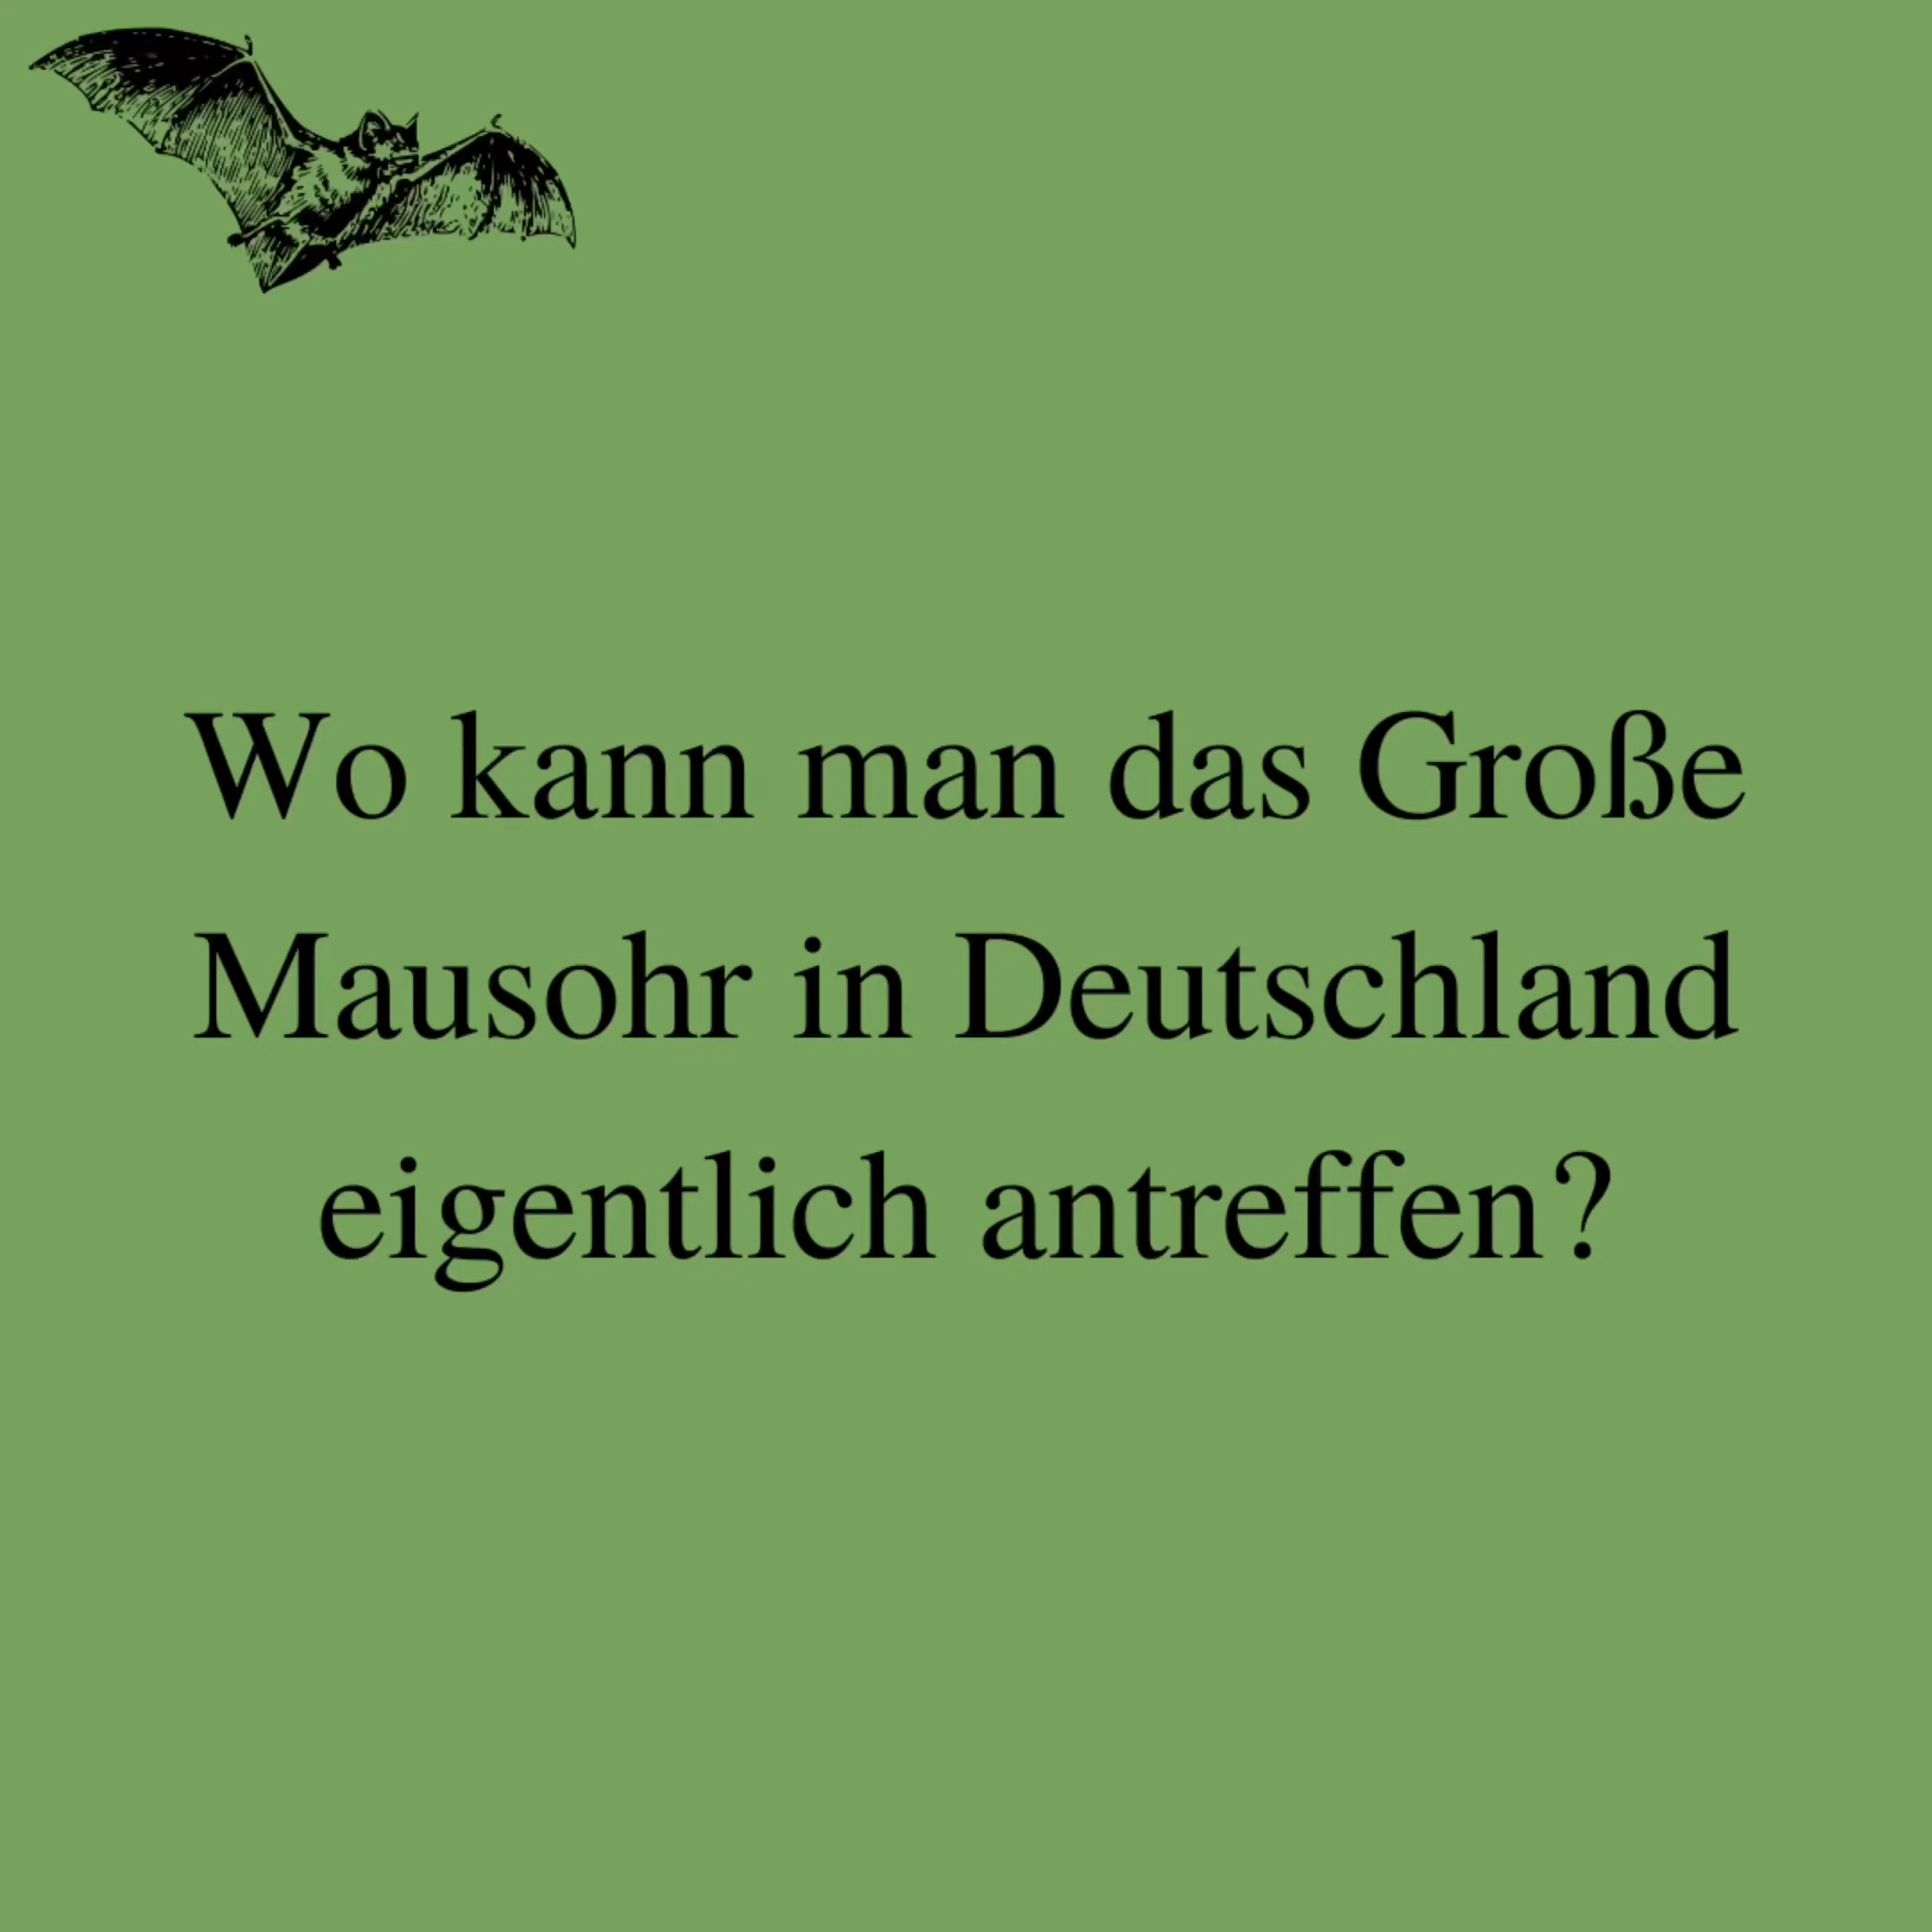 Wo kann man das Große
Mausohr in Deutschland
eigentlich antreffen?